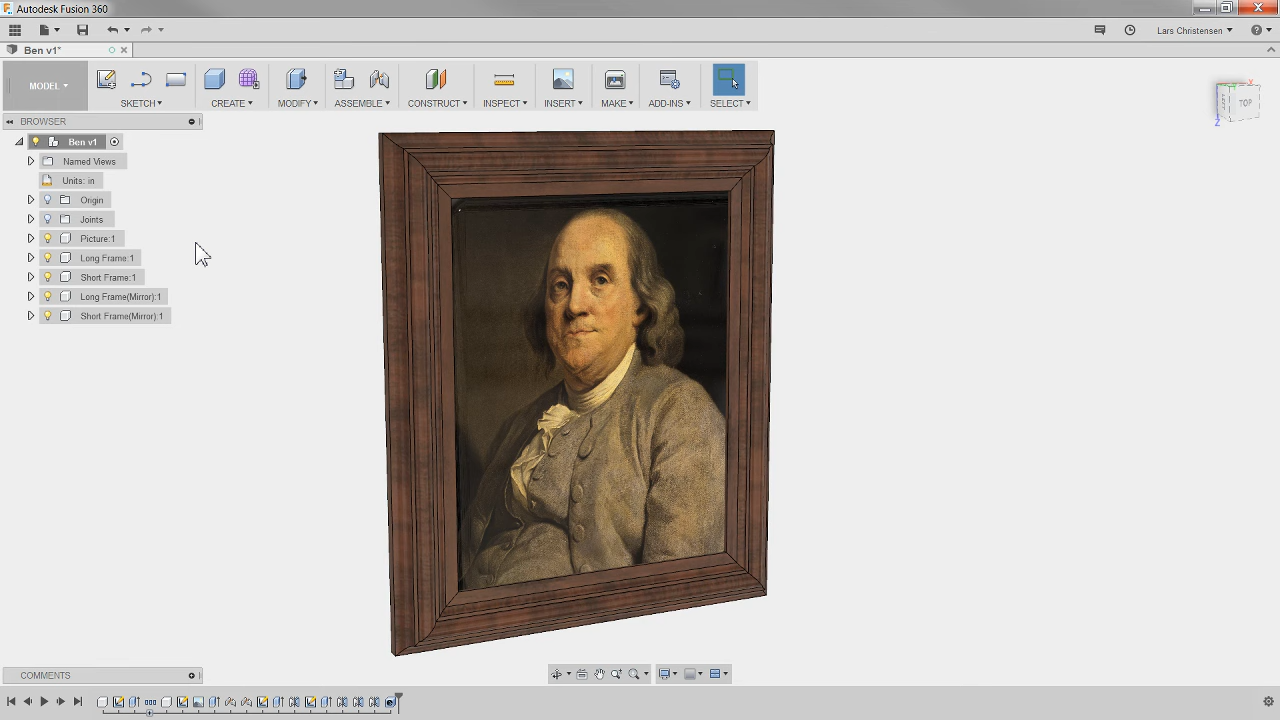 Autodesk Fusion 360
Lars Christensen
Ben v1*
MODEL
SKETCH
CREATE
MODIFY
ASSEMBLE
CONSTRUCT
INSPECT
INSERT
MAKE
ADD-INS
SELECT
TOP
X
Z
BROWSER
Ben v1
Named Views
Units: in
Origin
Joints
Picture:1
Long Frame:1
Short Frame:1
Long Frame(Mirror):1
Short Frame(Mirror):1
COMMENTS